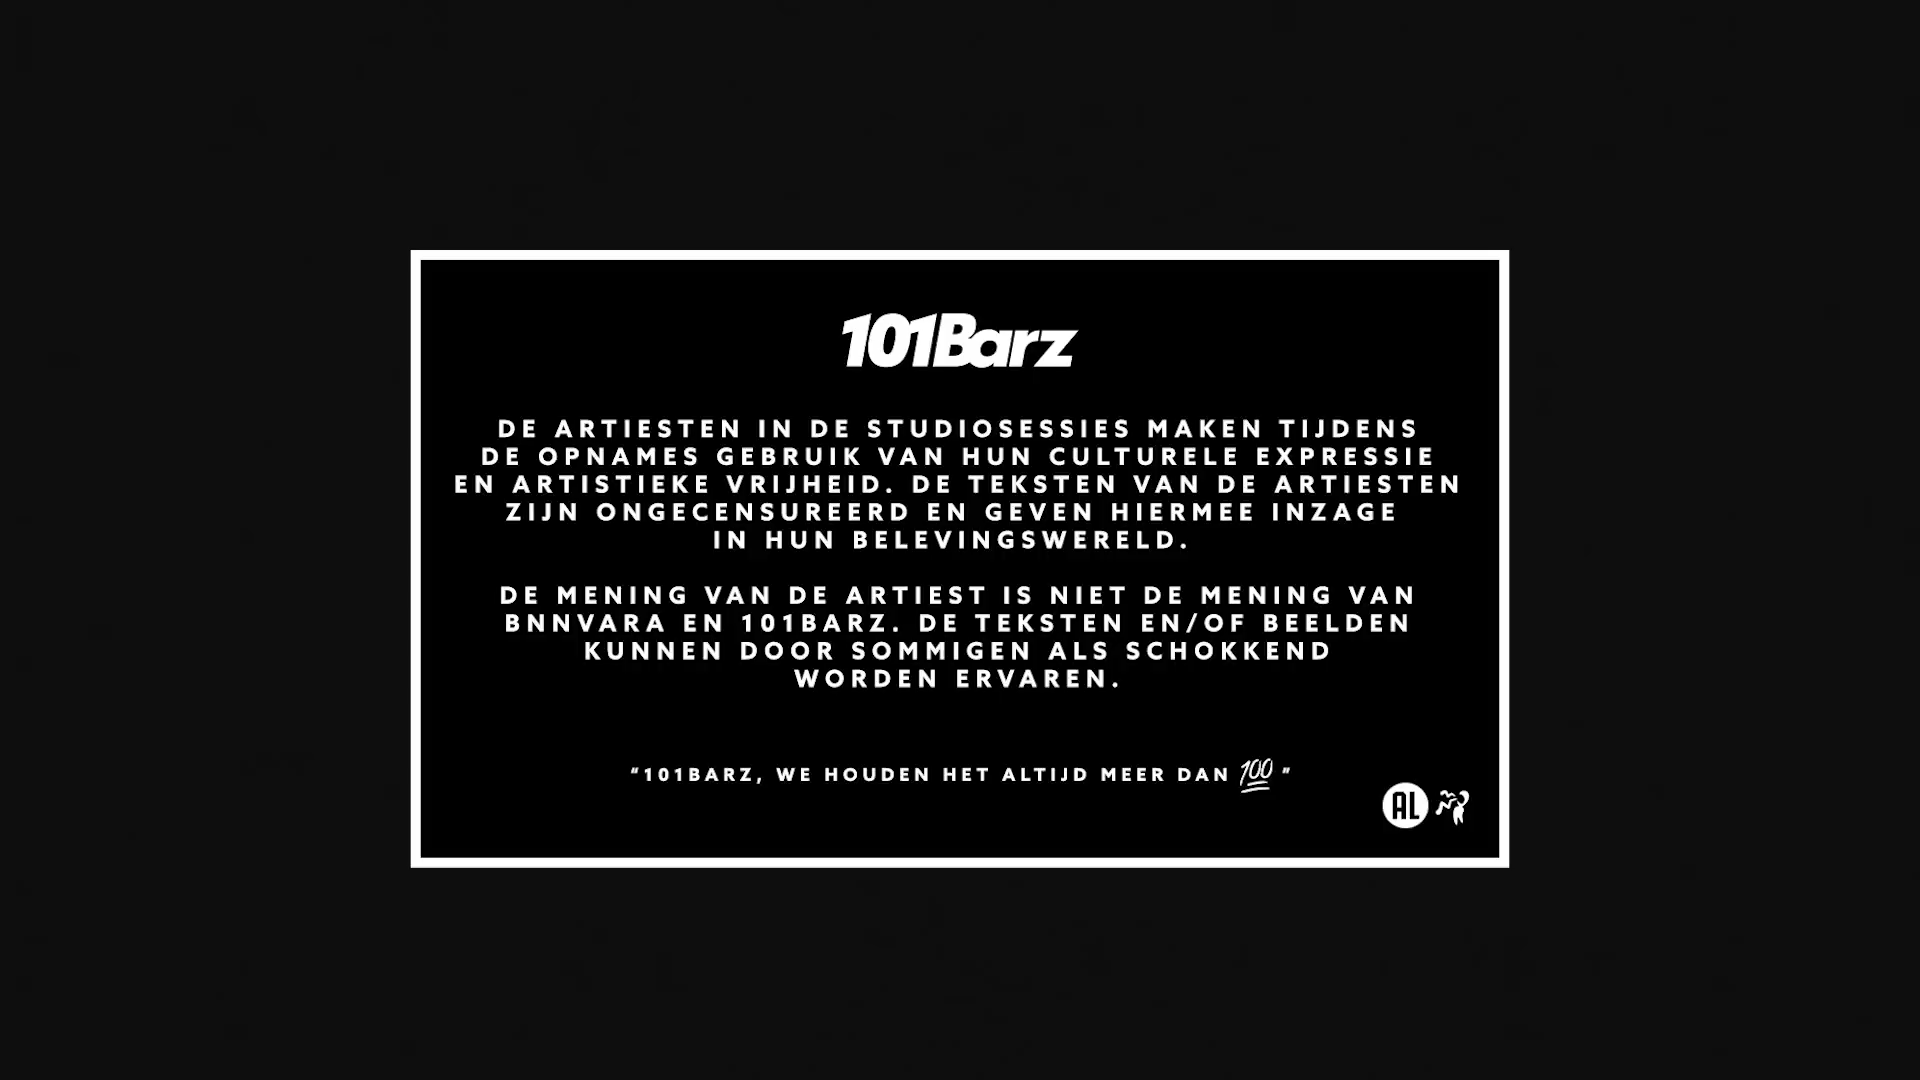 101Barz
DE ARTIESTEN IN DE STUDIOSESSIES MAKEN TIJDENS
DE OPNAMES GEBRUIK VAN HUN CULTURELE EXPRESSIE
EN ARTISTIEKE VRIJHEID. DE TEKSTEN VAN DE ARTIESTEN
ZIJN ONGECENSUREERD EN GEVEN HIERMEE INZAGE
IN HUN BELEVINGSWERELD.
DE MENING VAN DE ARTIEST IS NIET DE MENING VAN
BNNVARA EN 101BARZ. DE TEKSTEN EN/OF BEELDEN
KUNNEN DOOR SOMMIGEN ALS SCHOKKEND
WORDEN ERVAREN.
“101BARZ, WE HOUDEN HET ALTIJD MEER DAN 100 ”
AL